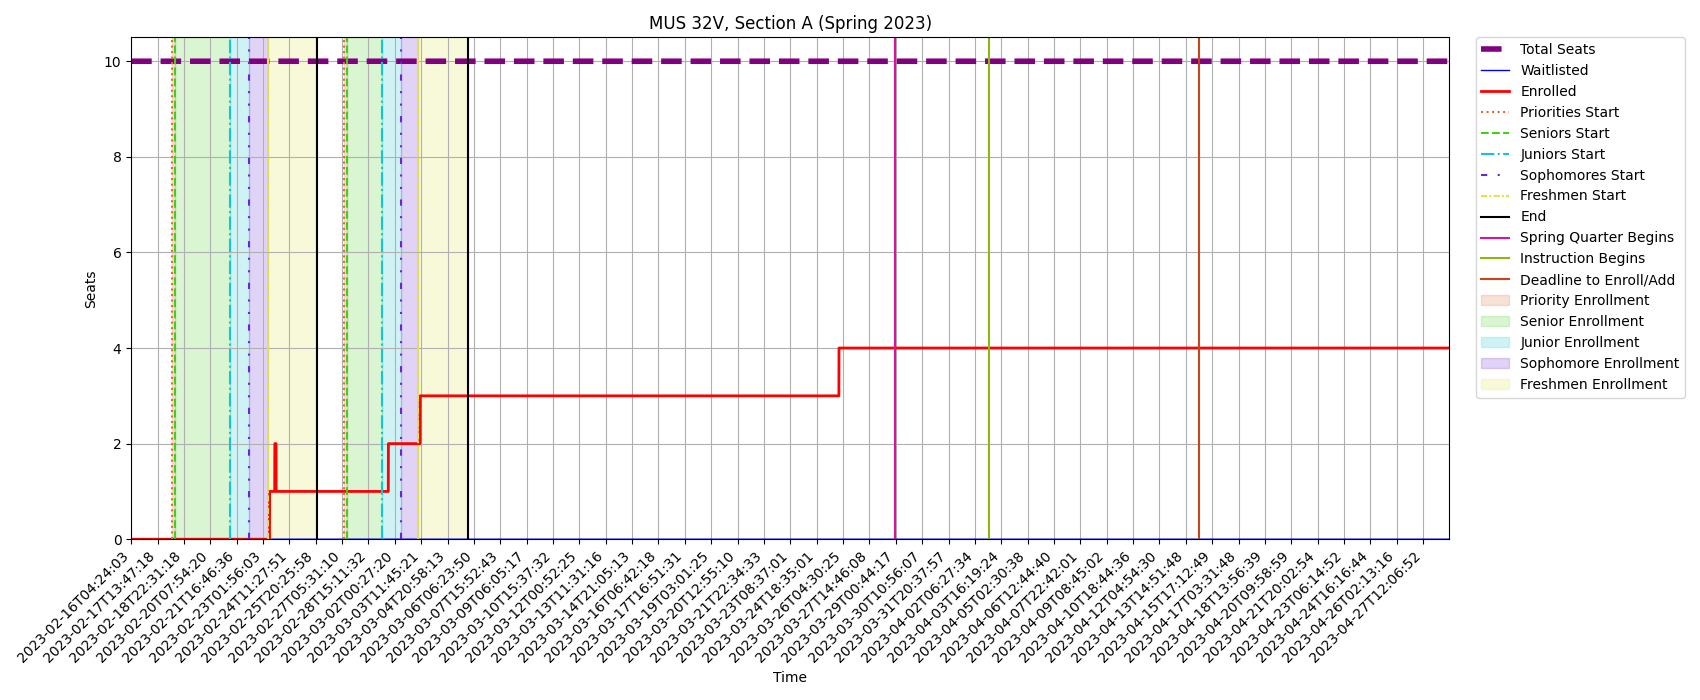 MUS 32V, Section A (Spring 2023)
10
8
6
4
2
0
Seats
2023-02-16T04:24:03
2023-02-17T13:47:18
2023-02-18T22:31:18
2023-02-20T07:54:20
2023-02-21T16:46:36
2023-02-23T01:56:03
2023-02-24T11:27:51
2023-02-25T20:25:58
2023-02-27T05:31:10
2023-02-28T15:11:32
2023-03-02T00:27:20
2023-03-03T11:45:21
2023-03-04T20:58:13
2023-03-06T06:23:50
2023-03-07T15:52:43
2023-03-09T06:05:17
2023-03-10T15:37:32
2023-03-12T00:52:25
2023-03-13T11:31:16
2023-03-14T21:05:13
2023-03-16T06:42:18
2023-03-17T16:51:31
2023-03-19T03:01:25
2023-03-20T12:55:10
2023-03-21T22:34:33
2023-03-23T08:37:01
2023-03-24T18:35:01
2023-03-26T04:30:25
2023-03-27T14:46:08
2023-03-29T00:44:17
2023-03-30T10:56:07
2023-03-31T20:37:57
2023-04-02T06:27:34
2023-04-03T16:19:24
2023-04-05T02:30:38
2023-04-06T12:44:40
2023-04-07T22:42:01
2023-04-09T08:45:02
2023-04-10T18:44:36
2023-04-12T04:54:30
2023-04-13T14:51:48
2023-04-15T17:12:49
2023-04-17T03:31:48
2023-04-18T13:56:39
2023-04-20T09:58:59
2023-04-21T20:02:54
2023-04-23T06:14:52
2023-04-24T16:16:44
2023-04-26T02:13:16
2023-04-27T12:06:52
Time
Total Seats
Waitlisted
Enrolled
Priorities Start
Seniors Start
Juniors Start
Sophomores Start
Freshmen Start
End
Spring Quarter Begins
Instruction Begins
Deadline to Enroll/Add
Priority Enrollment
Senior Enrollment
Junior Enrollment
Sophomore Enrollment
Freshmen Enrollment